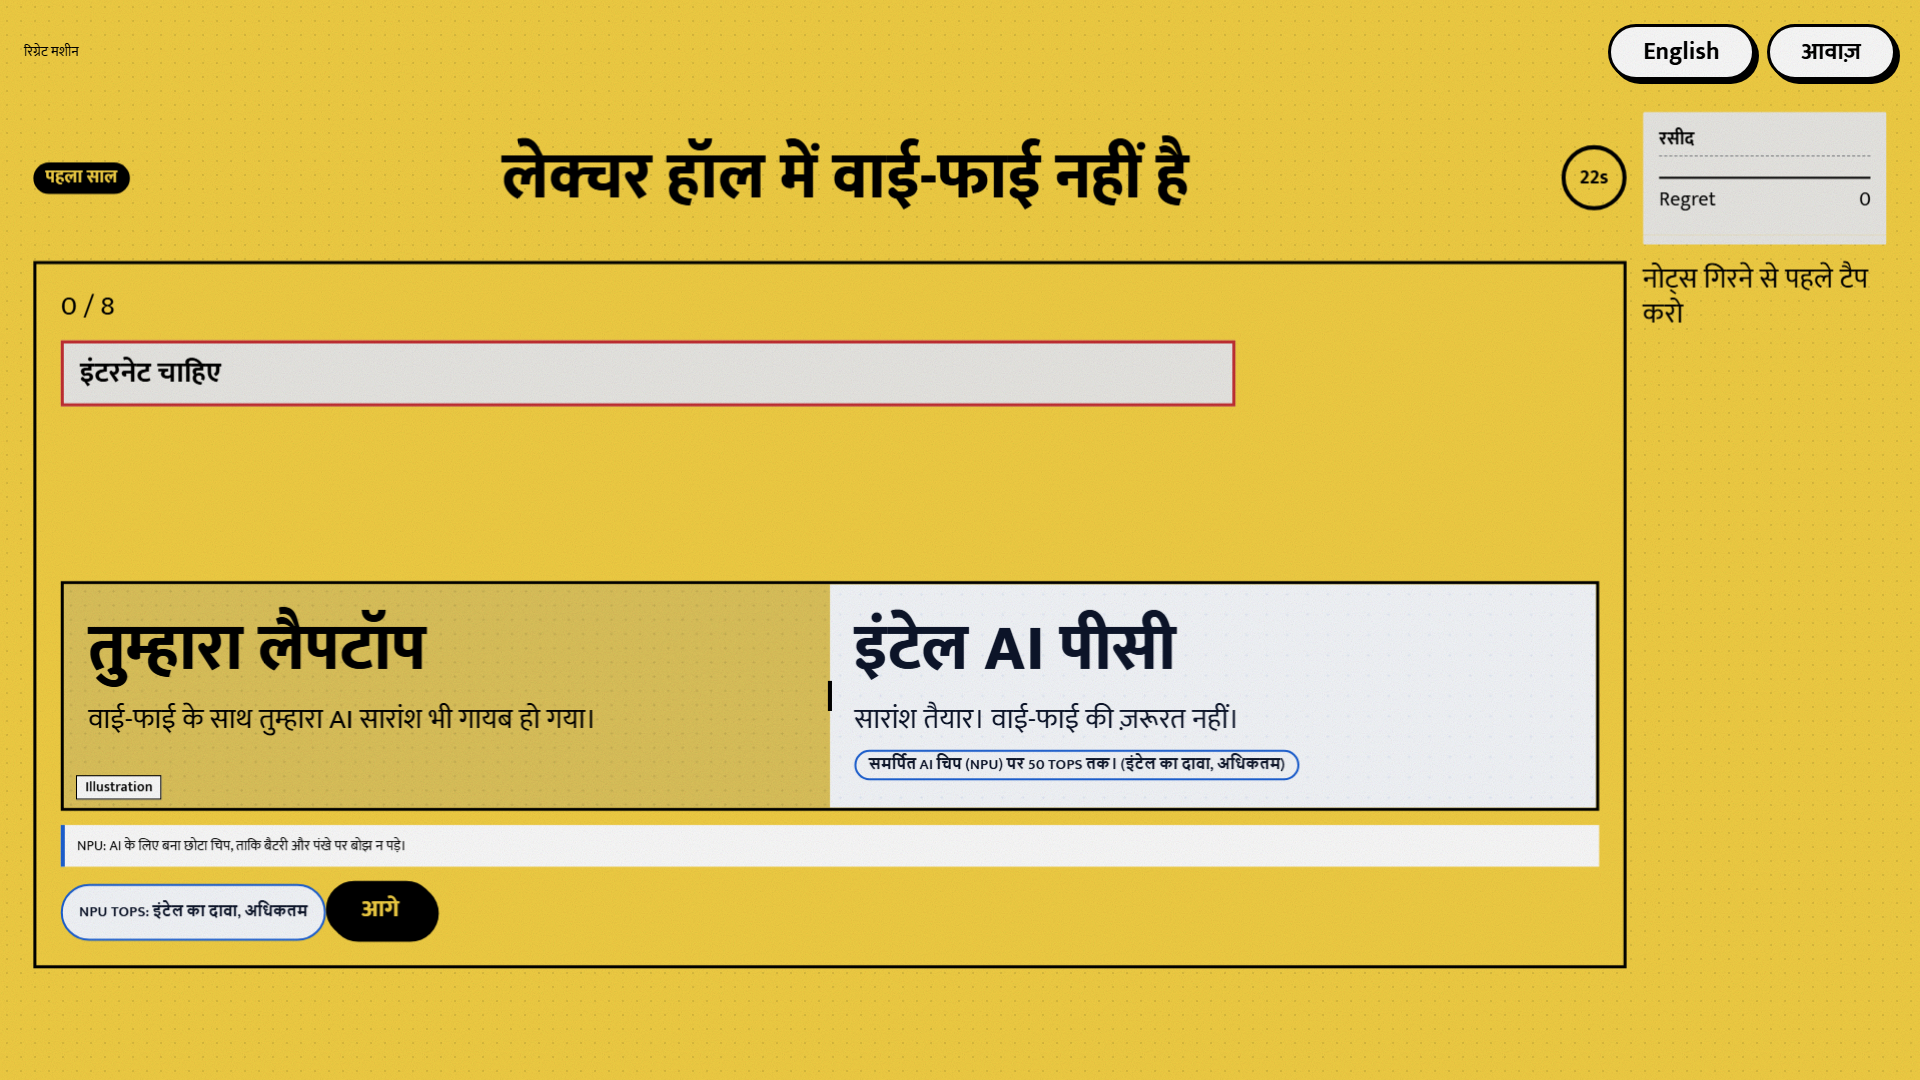 रिग्रेट मशीन
English
आवाज़
पहला साल
लेक्चर हॉल में वाई-फाई नहीं है
22s
रसीद
Regret 0
नोट्स गिरने से पहले टैप
करो
0 / 8
इंटरनेट चाहिए
तुम्हारा लैपटॉप
वाई-फाई के साथ तुम्हारा AI सारांश भी गायब हो गया।
Illustration
इंटेल AI पीसी
सारांश तैयार। वाई-फाई की ज़रूरत नहीं।
समर्पित AI चिप (NPU) पर 50 TOPS तक। (इंटेल का दावा, अधिकतम)
NPU: AI के लिए बना छोटा चिप, ताकि बैटरी और पंखे पर बोझ न पड़े।
NPU TOPS: इंटेल का दावा, अधिकतम
आगे